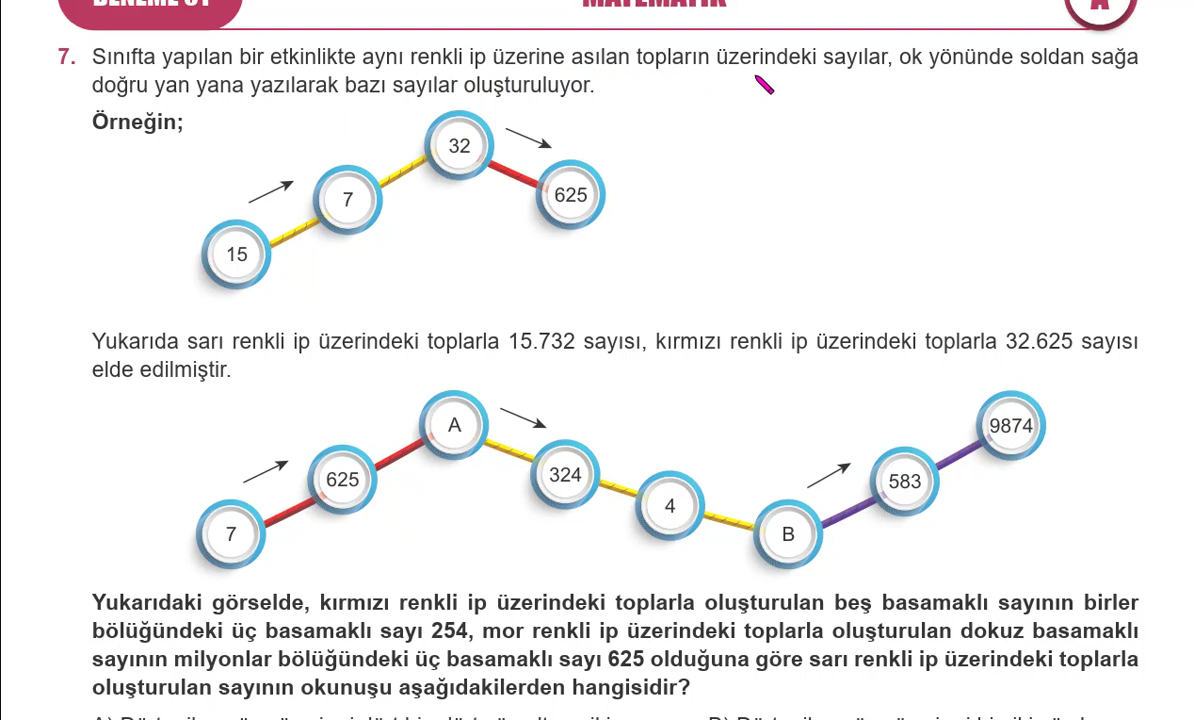 DENEME 01 MATEMATİK A
7. Sınıfta yapılan bir etkinlikte aynı renkli ip üzerine asılan topların üzerindeki sayılar, ok yönünde soldan sağa
doğru yan yana yazılarak bazı sayılar oluşturuluyor.
Örneğin;
32
7
625
15
Yukarıda sarı renkli ip üzerindeki toplarla 15.732 sayısı, kırmızı renkli ip üzerindeki toplarla 32.625 sayısı
elde edilmiştir.
7
625
A
324
4
B
583
9874
Yukarıdaki görselde, kırmızı renkli ip üzerindeki toplarla oluşturulan beş basamaklı sayının birler
bölüğündeki üç basamaklı sayı 254, mor renkli ip üzerindeki toplarla oluşturulan dokuz basamaklı
sayının milyonlar bölüğündeki üç basamaklı sayı 625 olduğuna göre sarı renkli ip üzerindeki toplarla
oluşturulan sayının okunuşu aşağıdakilerden hangisidir?